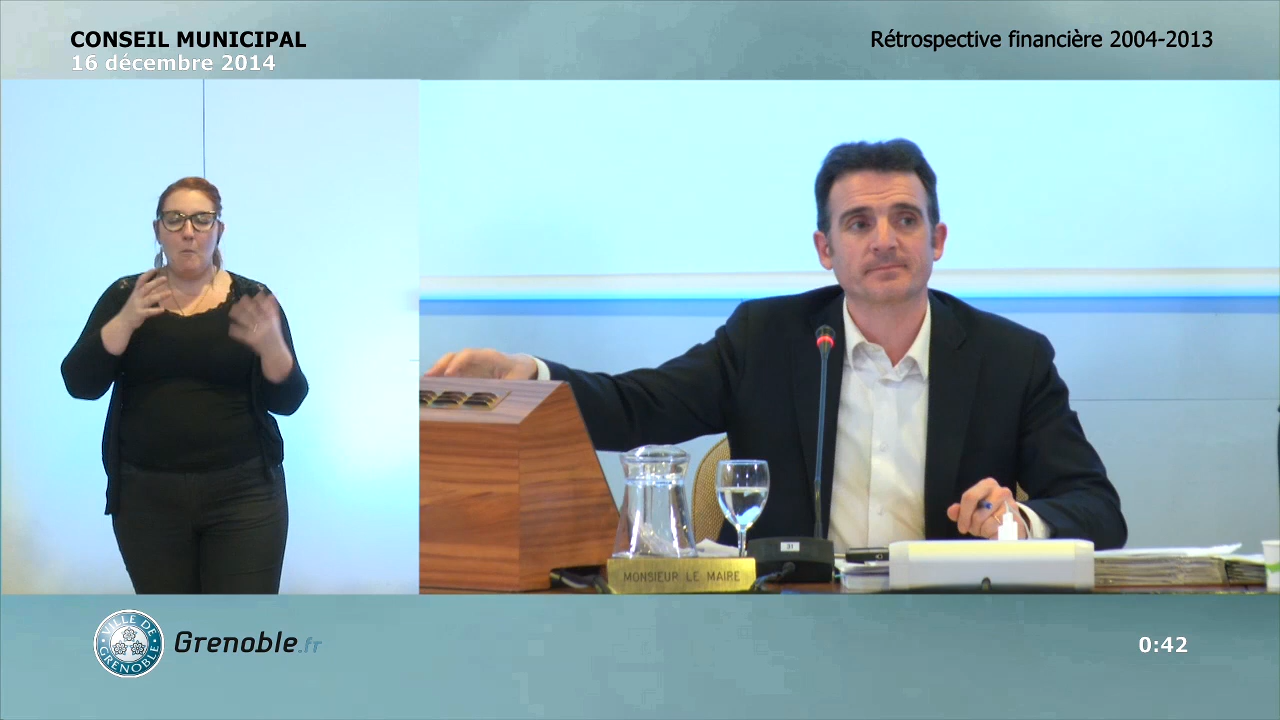 CONSEIL MUNICIPAL
16 décembre 2014
Rétrospective financière 2004-2013
31
MONSIEUR LE MAIRE
VILLE DE
GRENOBLE
Grenoble.fr
0:42